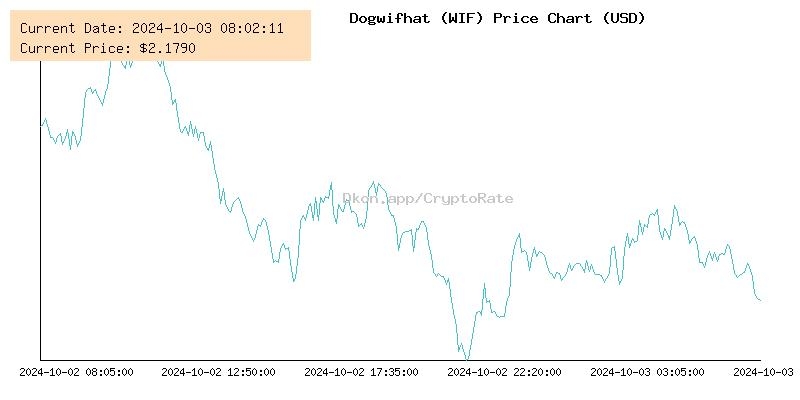 Dogwifhat (WIF) Price Chart (USD)
Current Date: 2024-10-03 08:02:11
Current Price: $2.1790
Dkon.app/CryptoRate
2024-10-02 08:05:00 2024-10-02 12:50:00 2024-10-02 17:35:00 2024-10-02 22:20:00 2024-10-03 03:05:00 2024-10-03